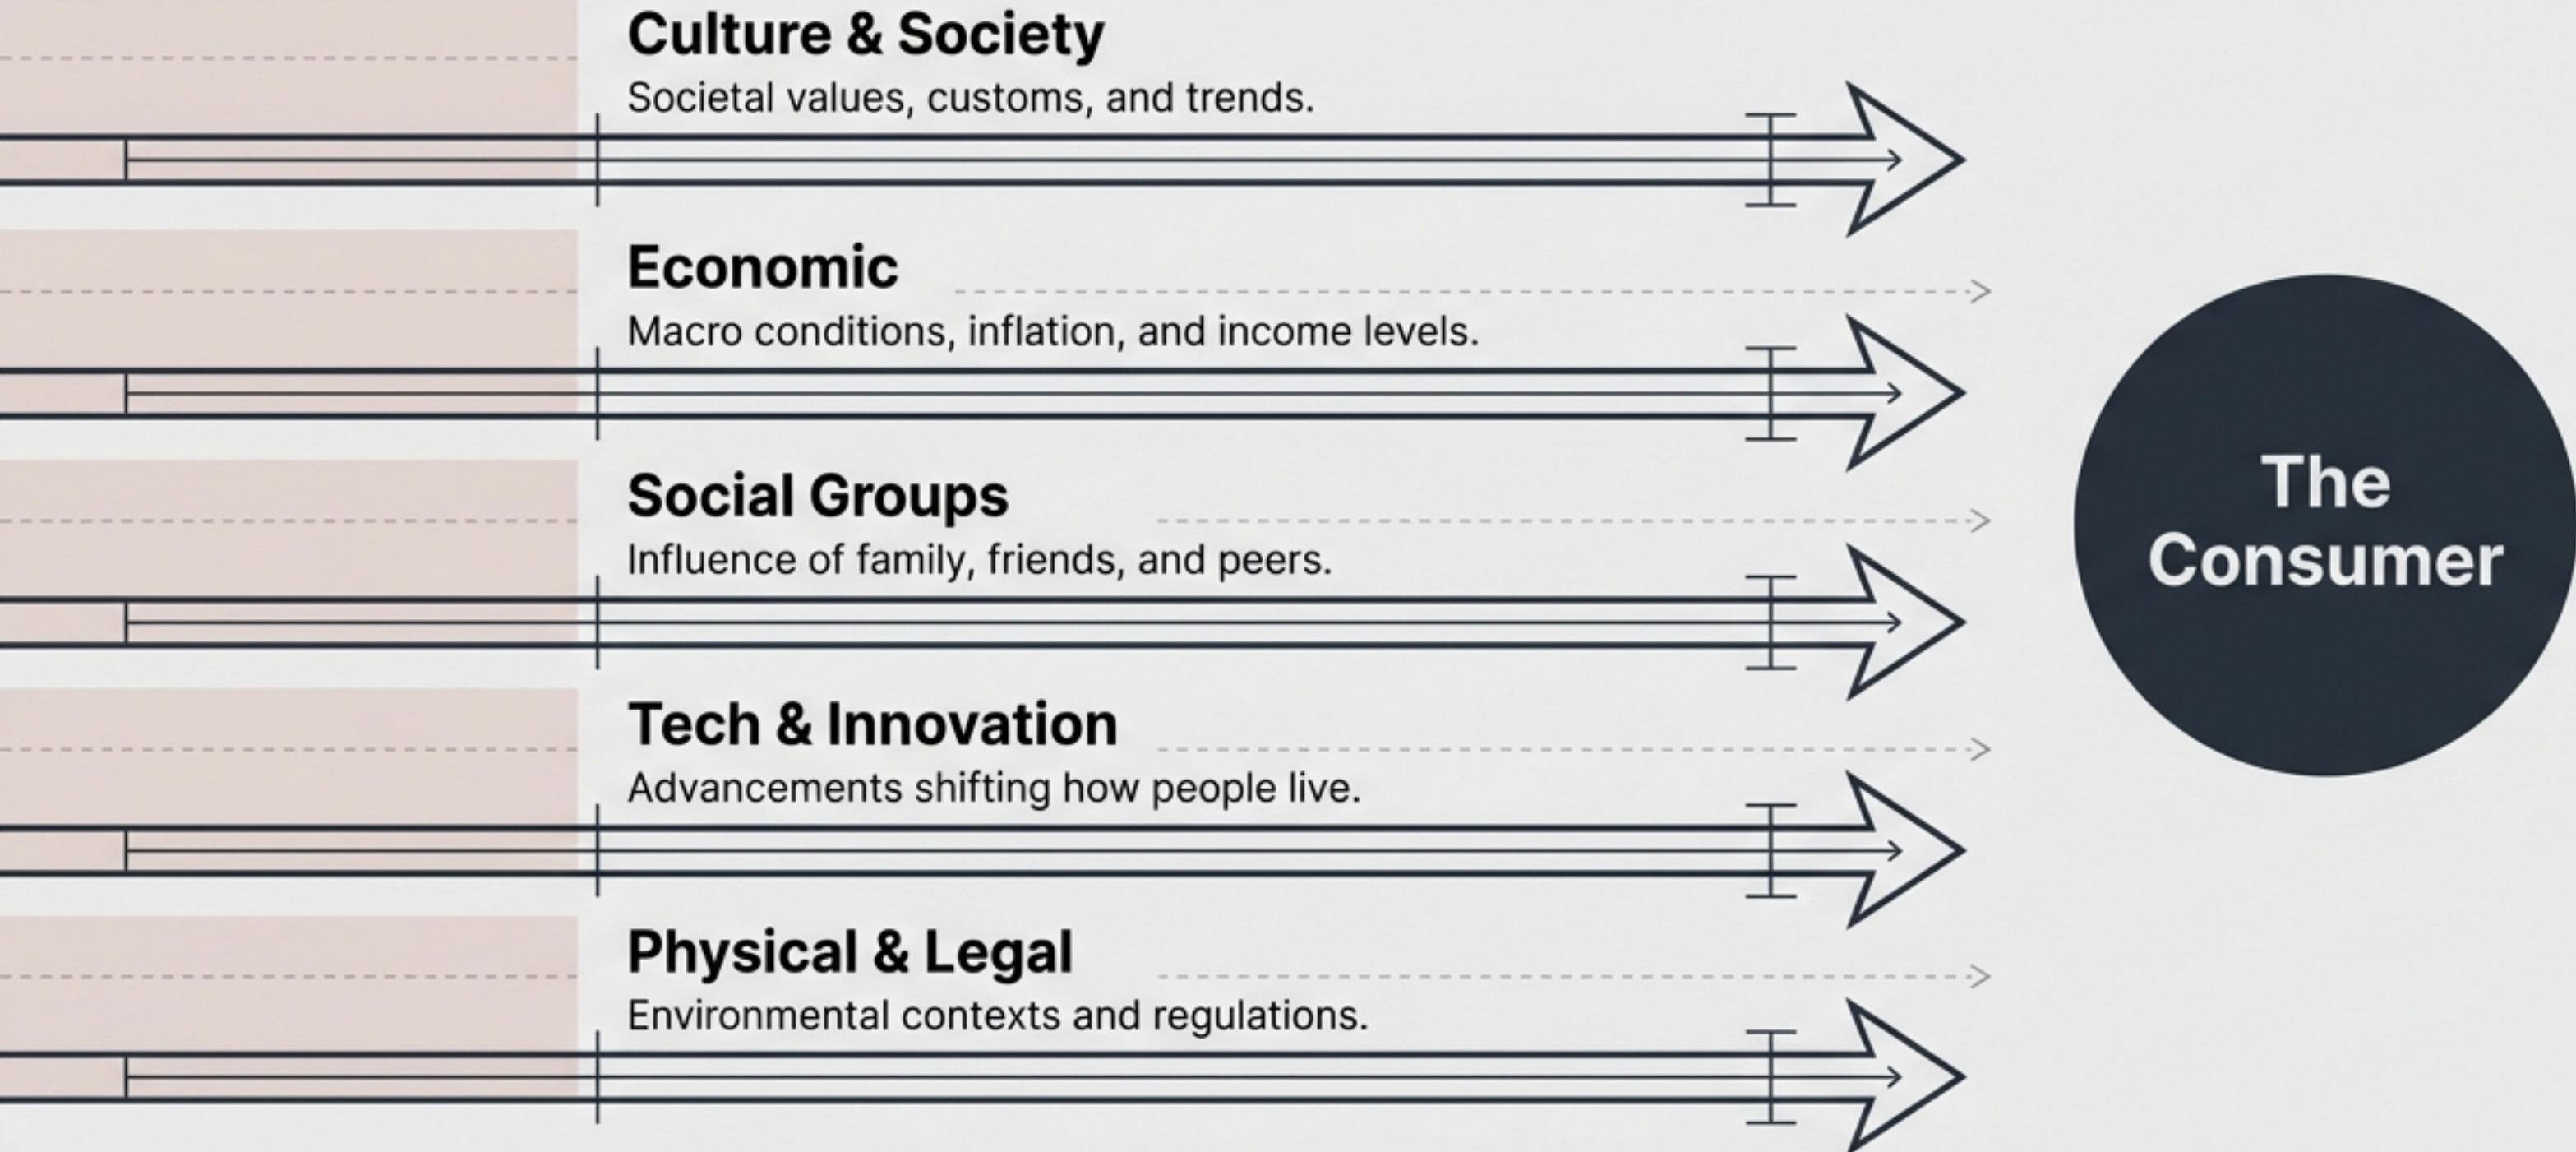 Culture & Society
Societal values, customs, and trends.
Economic
Macro conditions, inflation, and income levels.
Social Groups
Influence of family, friends, and peers.
Tech & Innovation
Advancements shifting how people live.
Physical & Legal
Environmental contexts and regulations.
The
Consumer